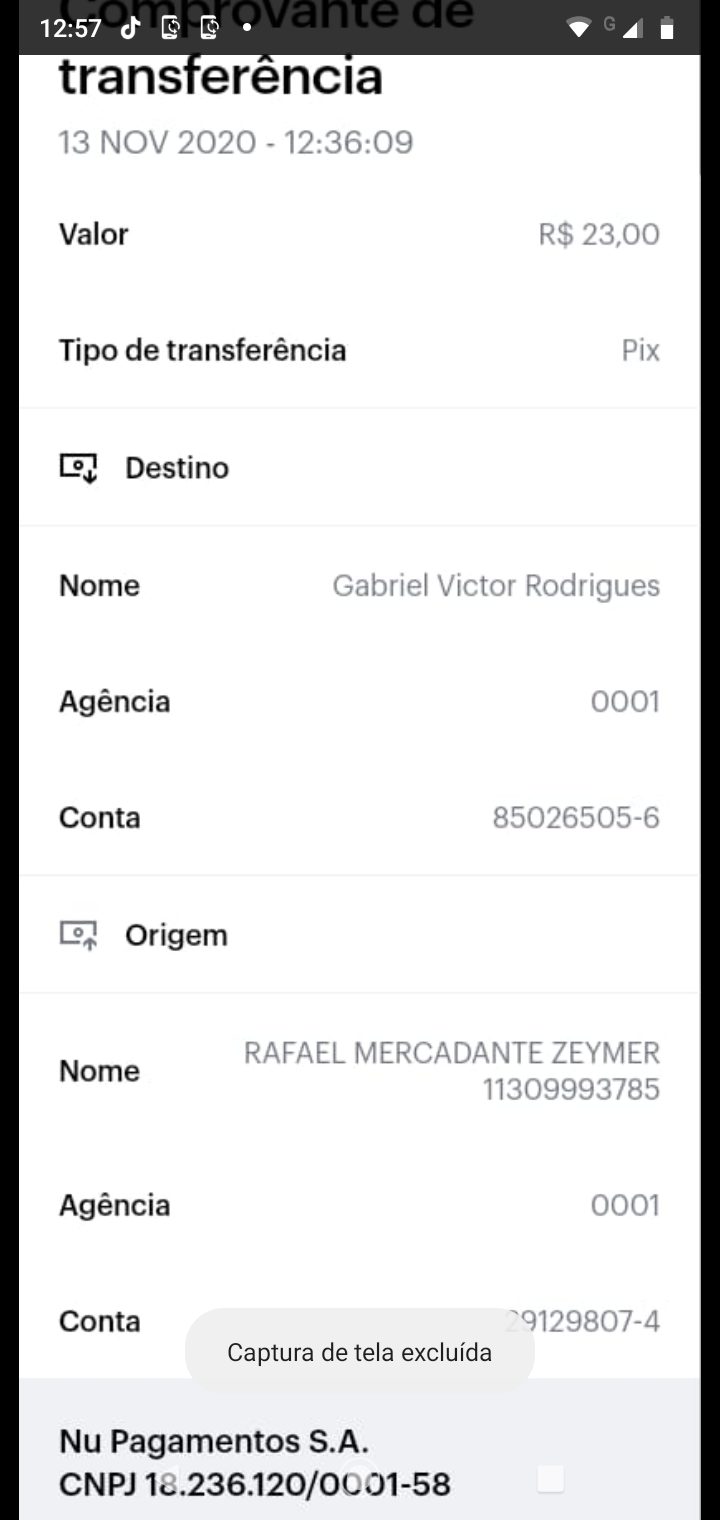 Comprovante de
12:57 G
transferência
13 NOV 2020 - 12:36:09
Valor R$ 23,00
Tipo de transferência Pix
Destino
Nome Gabriel Victor Rodrigues
Agência 0001
Conta 85026505-6
Origem
Nome RAFAEL MERCADANTE ZEYMER
11309993785
Agência 0001
Conta 29129807-4
Captura de tela excluída
Nu Pagamentos S.A.
CNPJ 18.236.120/0001-58